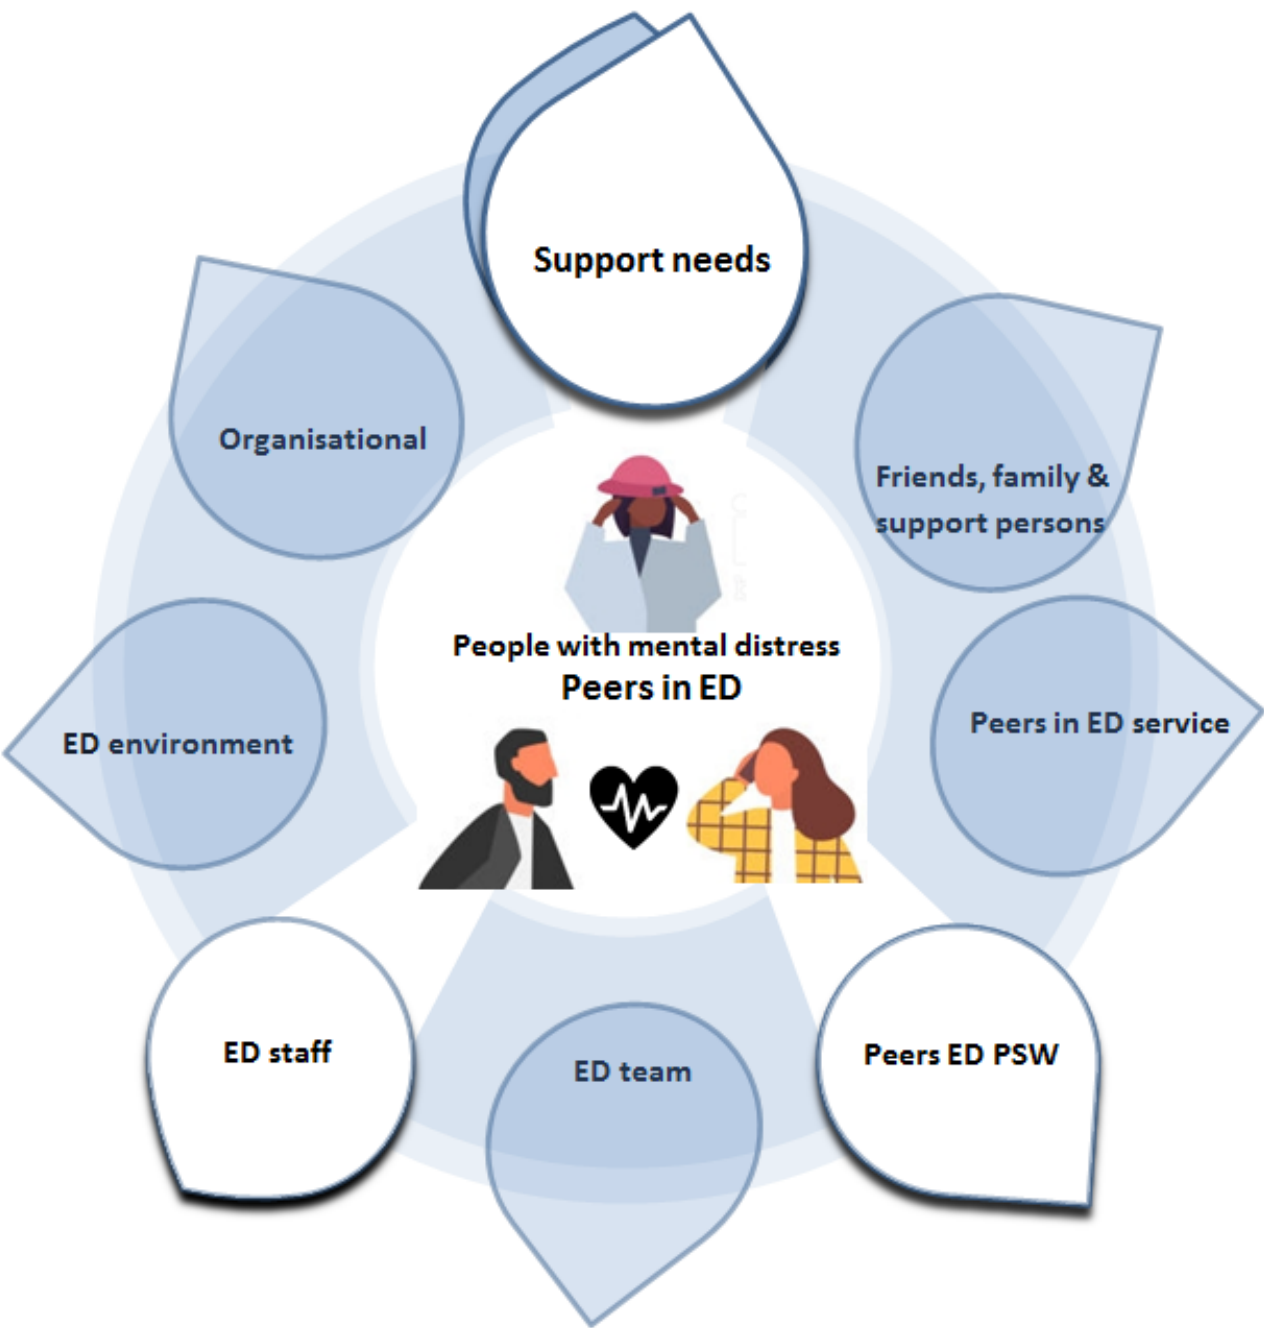 Support needs
Organisational
Friends, family &
support persons
People with mental distress
Peers in ED
Peers in ED service
ED environment
ED staff
ED team
Peers ED PSW